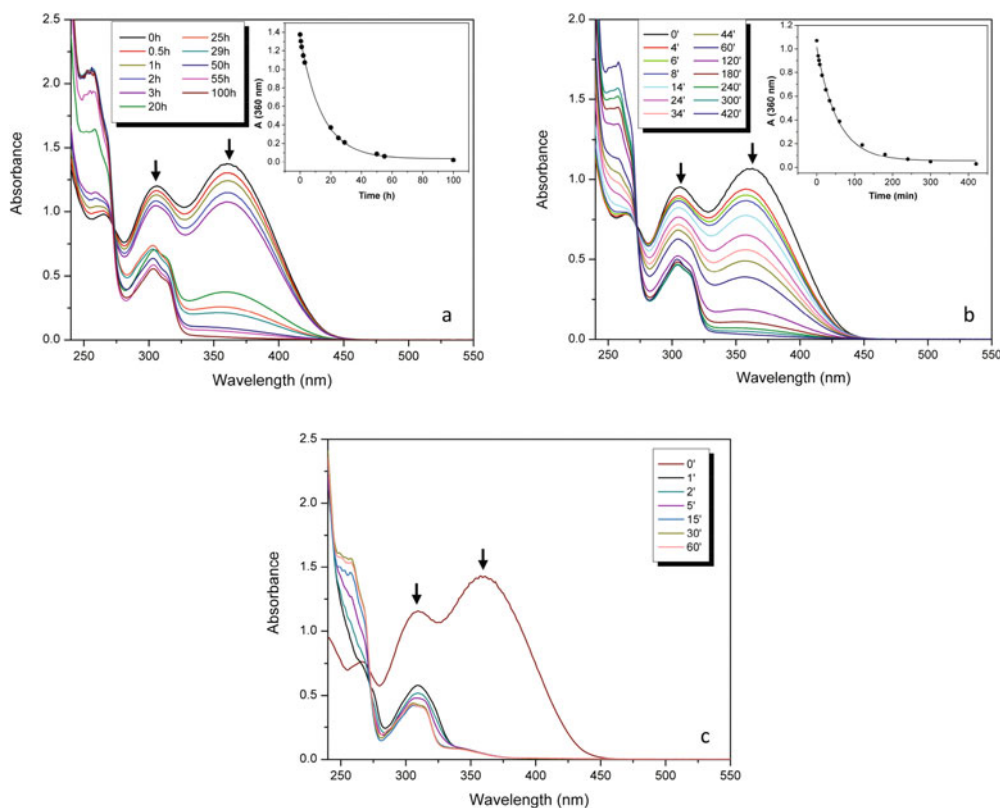 2.5
2.0
1.5
1.0
0.5
0.0
Absorbance
250 300 350 400 450 500 550
Wavelength (nm)
0h 25h
0.5h 29h
1h 50h
2h 55h
3h 100h
20h
1.4
1.2
1.0
0.8
0.6
0.4
0.2
0.0
A (360 nm)
0 20 40 60 80 100
Time (h)
a
2.0
1.5
1.0
0.5
0.0
Absorbance
250 300 350 400 450 500 550
Wavelength (nm)
0' 44'
4' 60'
6' 120'
8' 180'
14' 240'
24' 300'
34' 420'
1.2
1.0
0.8
0.6
0.4
0.2
0.0
A (360 nm)
0 100 200 300 400
Time (min)
b
2.5
2.0
1.5
1.0
0.5
0.0
Absorbance
250 300 350 400 450 500 550
Wavelength (nm)
0'
1'
2'
5'
15'
30'
60'
c